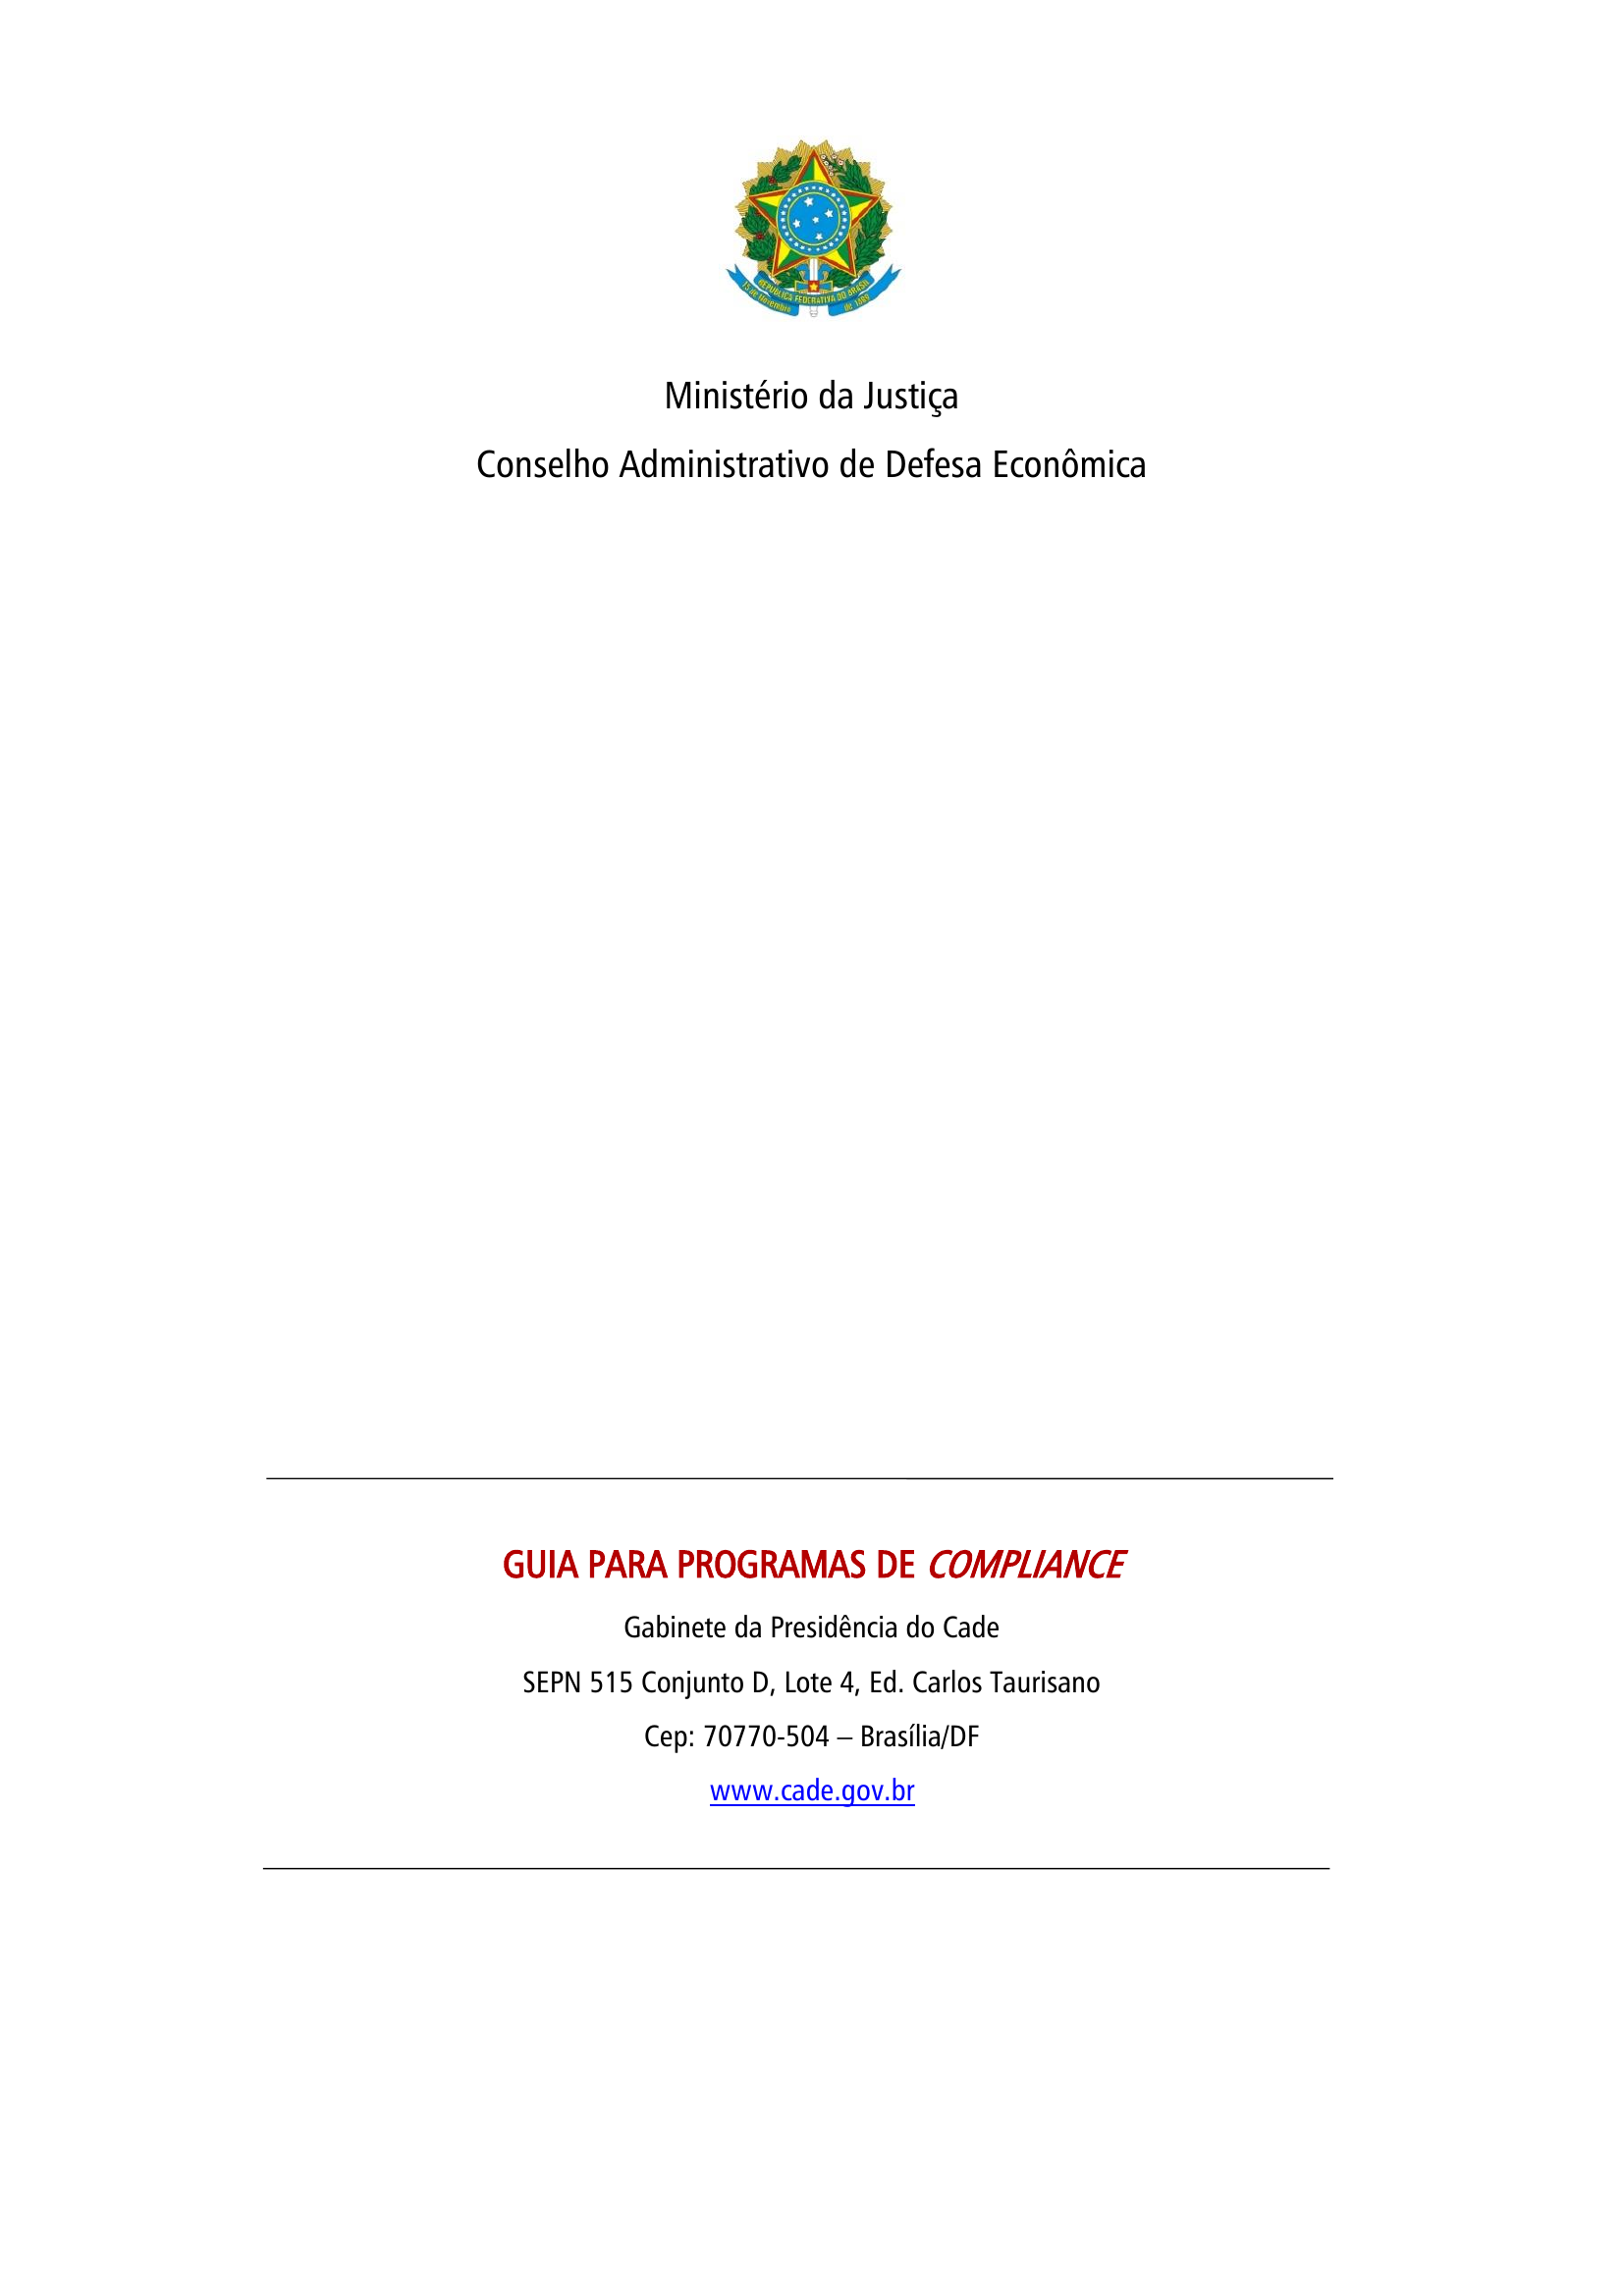 REPÚBLICA FEDERATIVA DO BRASIL
15 de Novembro de 1889
Ministério da Justiça
Conselho Administrativo de Defesa Econômica
GUIA PARA PROGRAMAS DE COMPLIANCE
Gabinete da Presidência do Cade
SEPN 515 Conjunto D, Lote 4, Ed. Carlos Taurisano
Cep: 70770-504 – Brasília/DF
www.cade.gov.br